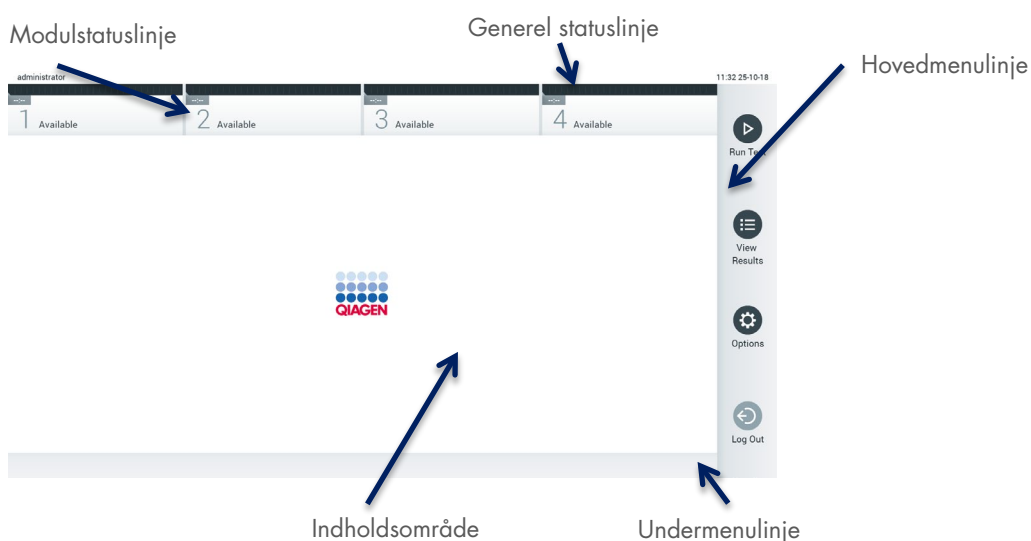 Modulstatuslinje
Generel statuslinje
Hovedmenulinje
administrator
11:32 25-10-18
--:--
--:--
--:--
--:--
1 Available
2 Available
3 Available
4 Available
Run Test
View
Results
QIAGEN
Options
Log Out
Indholdsområde
Undermenulinje